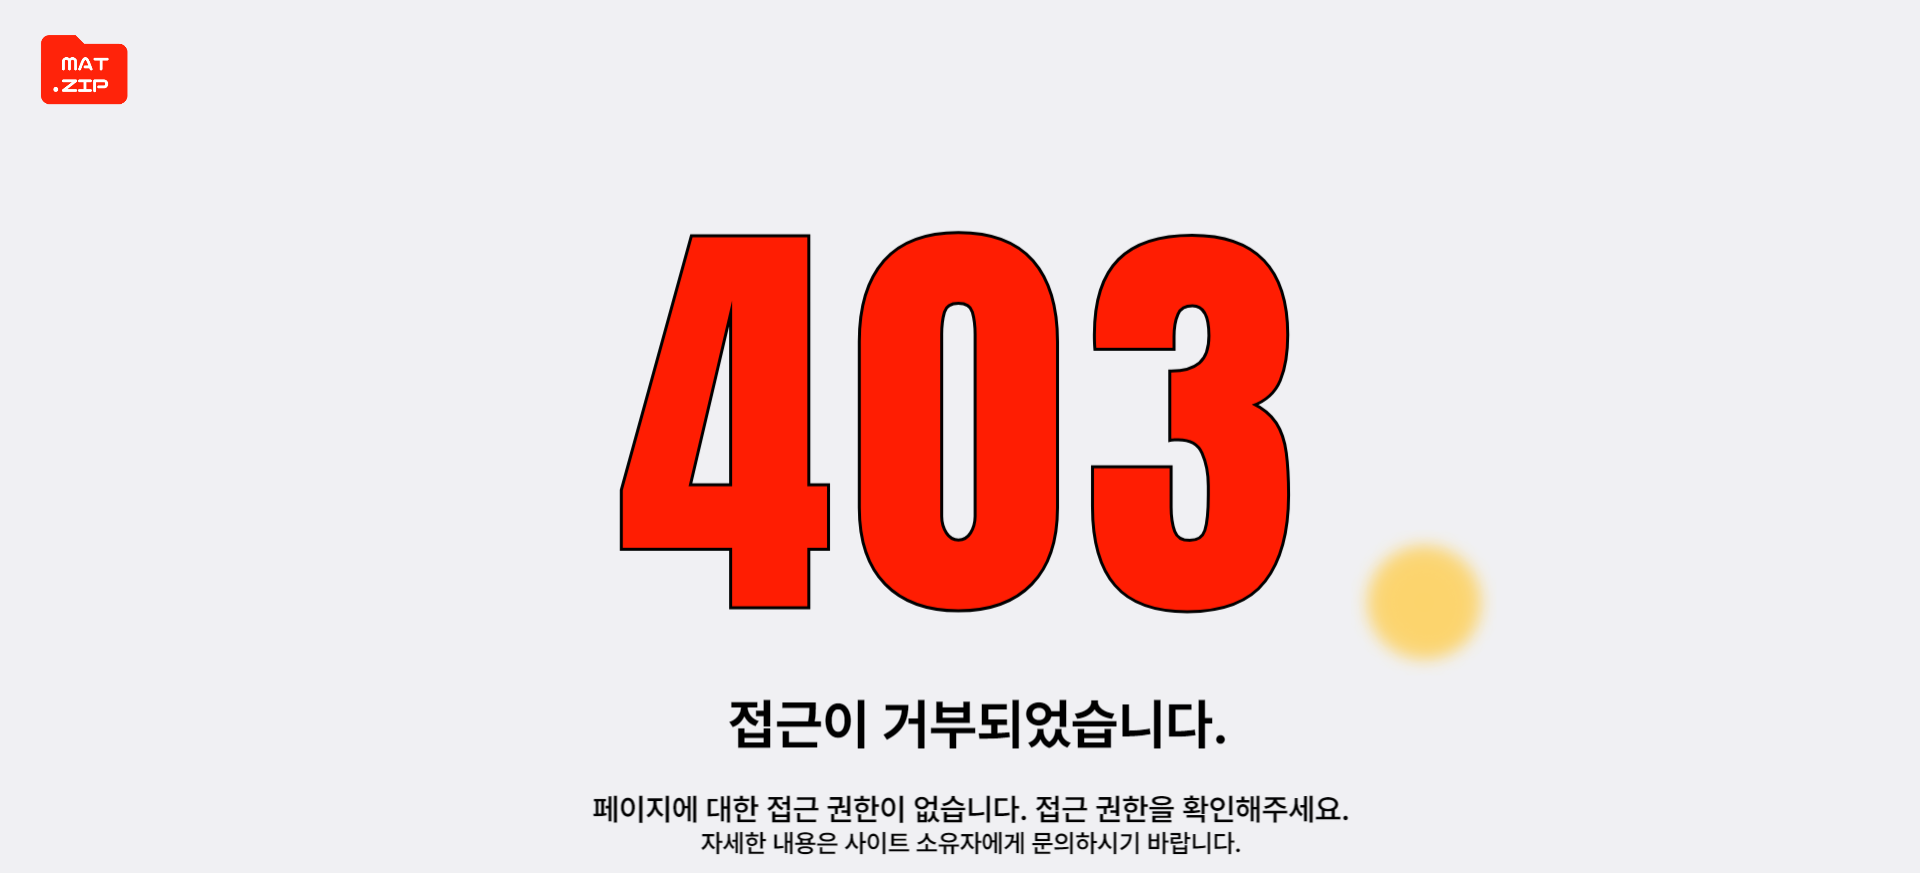 MAT
.ZIP
403
접근이 거부되었습니다.
페이지에 대한 접근 권한이 없습니다. 접근 권한을 확인해주세요.
자세한 내용은 사이트 소유자에게 문의하시기 바랍니다.